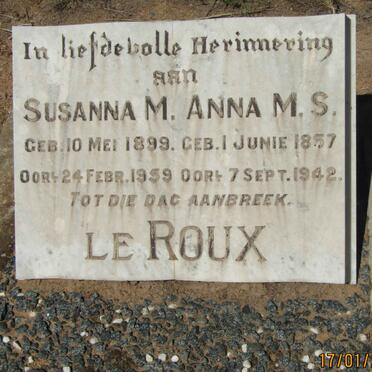 In liefdevolle Herinnering
aan
SUSANNA M. ANNA M. S.
GEB. 10 MEI 1899. GEB. 1 JUNIE 1857
OORL 24 FEBR. 1959 OORL 7 SEPT. 1942.
TOT DIE DAG AANBREEK.
LE ROUX
17/01/